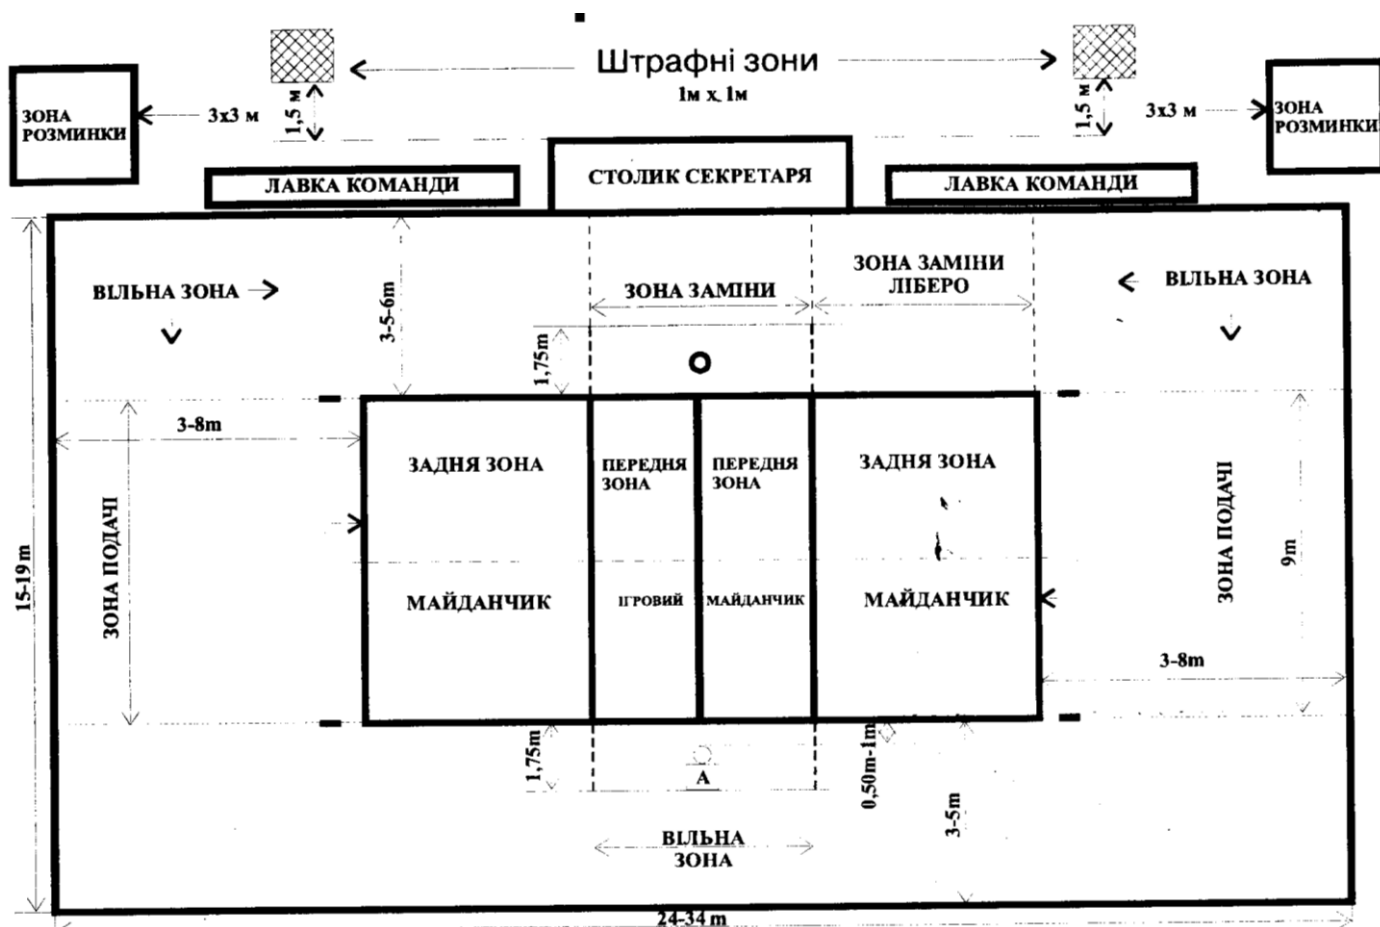 Штрафні зони
1м х 1м
ЗОНА
РОЗМИНКИ
3х3 м
1,5 м
1,5 м
3х3 м
ЗОНА
РОЗМИНКИ
ЛАВКА КОМАНДИ
СТОЛИК СЕКРЕТАРЯ
ЛАВКА КОМАНДИ
ВІЛЬНА ЗОНА
3-5-6m
ЗОНА ЗАМІНИ
ЗОНА ЗАМІНИ
ЛІБЕРО
ВІЛЬНА ЗОНА
1,75m
3-8m
ЗОНА ПОДАЧІ
ЗАДНЯ ЗОНА
ПЕРЕДНЯ
ЗОНА
ПЕРЕДНЯ
ЗОНА
ЗАДНЯ ЗОНА
ЗОНА ПОДАЧІ
9m
15-19 m
МАЙДАНЧИК
ІГРОВИЙ
МАЙДАНЧИК
МАЙДАНЧИК
3-8m
1,75m
А
0,50m-1m
3-5m
ВІЛЬНА
ЗОНА
24-34 m